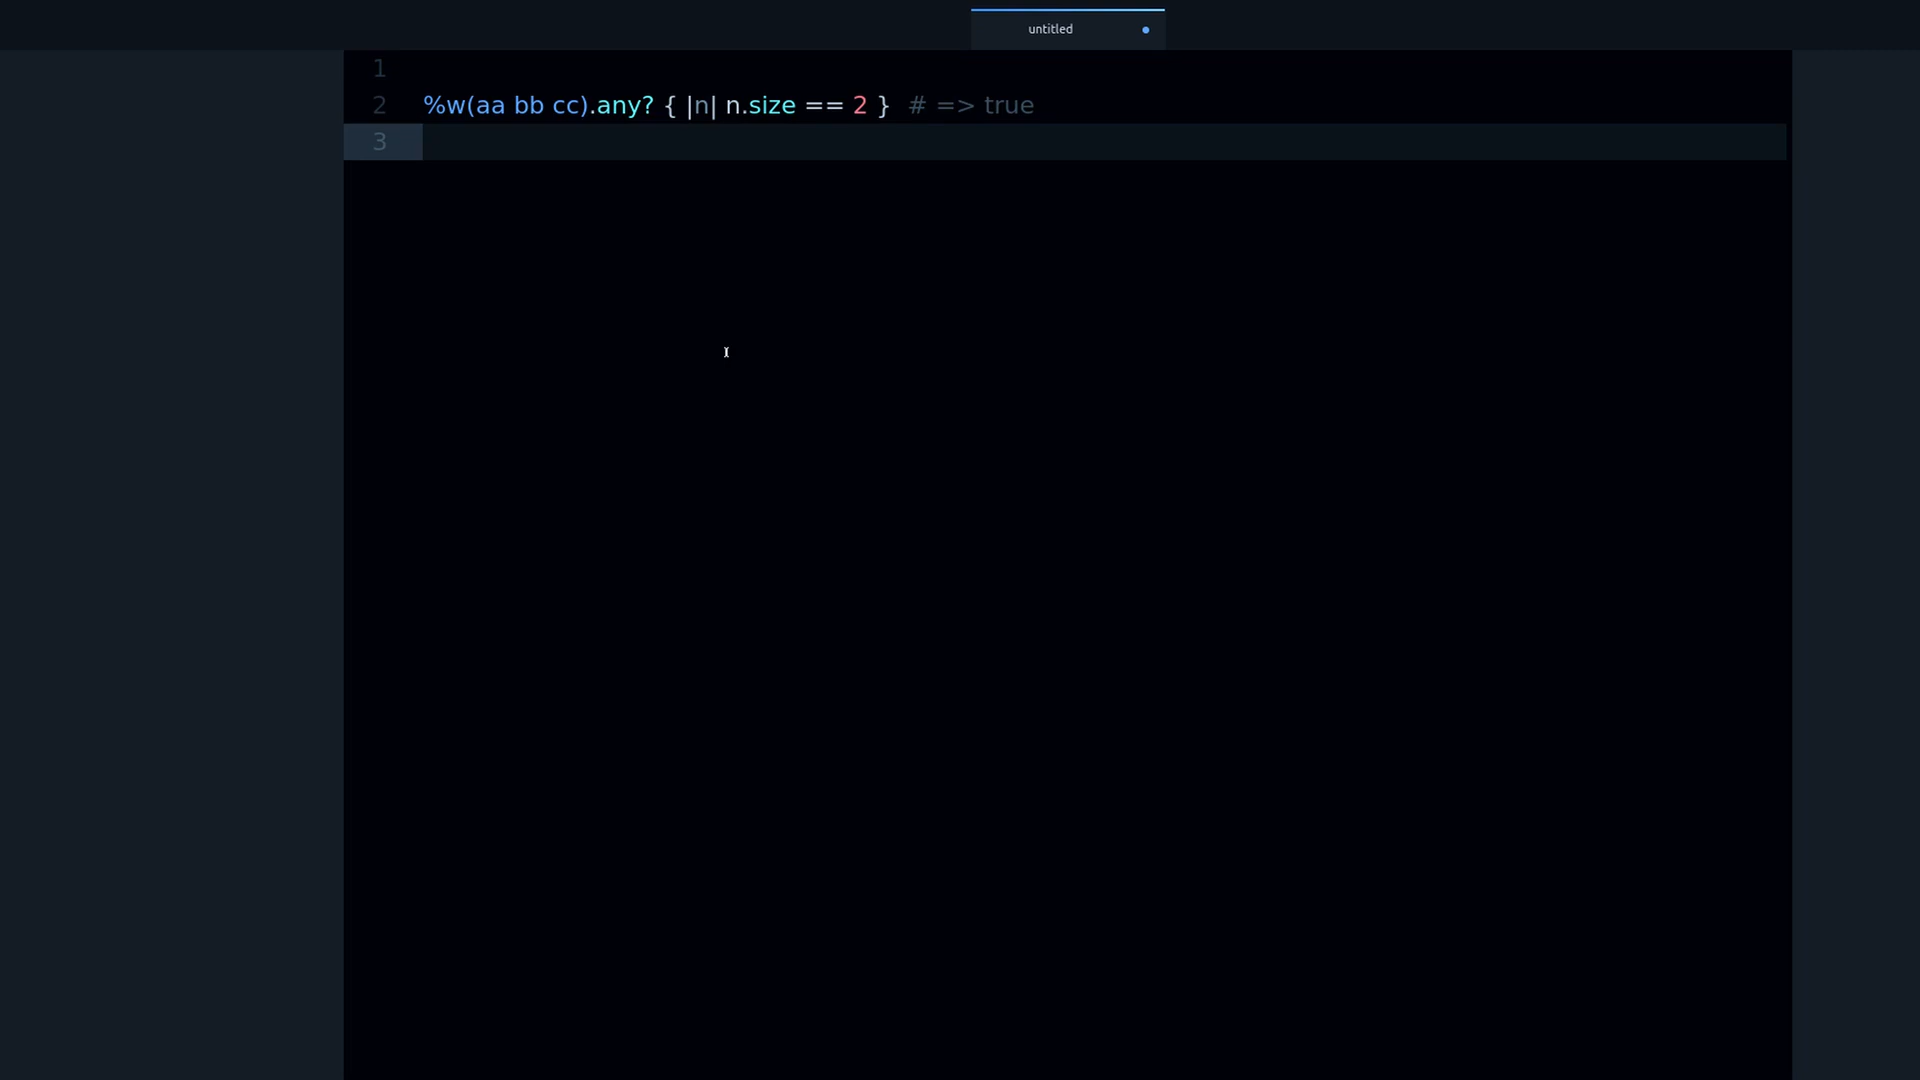 untitled
1
2 %w(aa bb cc).any? { |n| n.size == 2 }  # => true
3